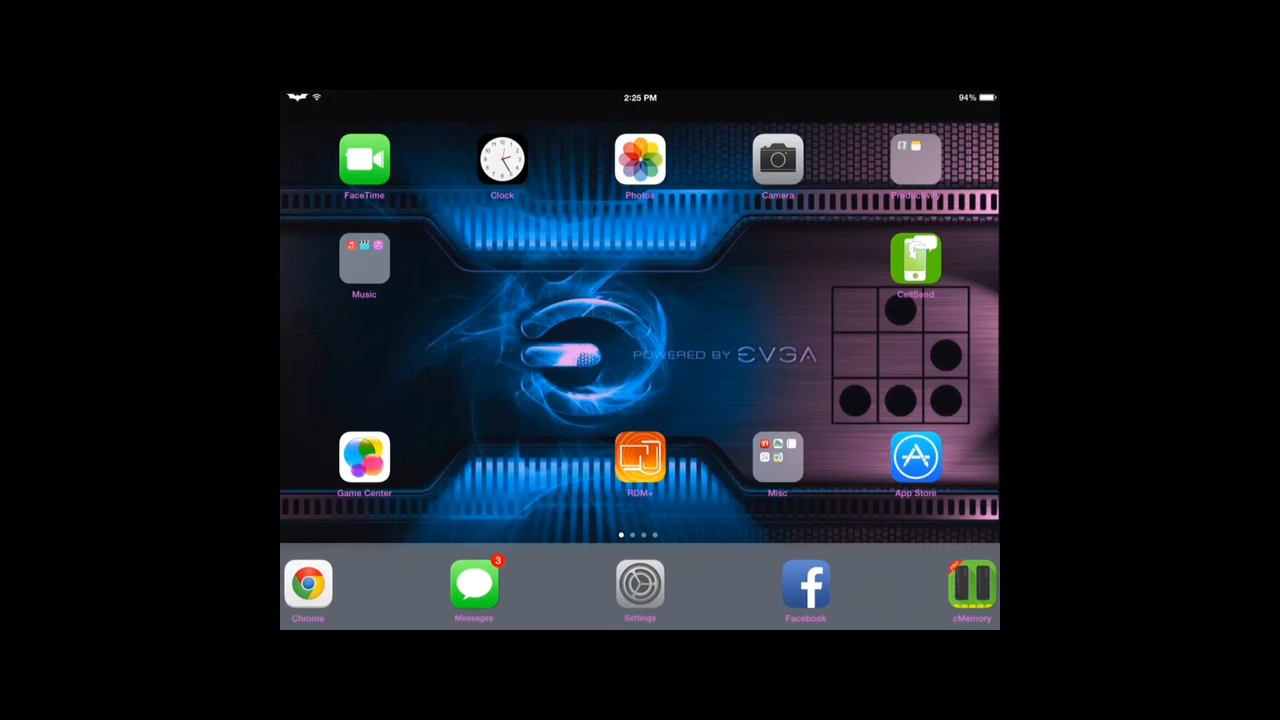 2:25 PM 94%
FaceTime Clock Photos Camera Productivity
Music CellSend
POWERED BY EVGA
Game Center RDM+ Misc App Store
3
Chrome Messages Settings Facebook cMemory